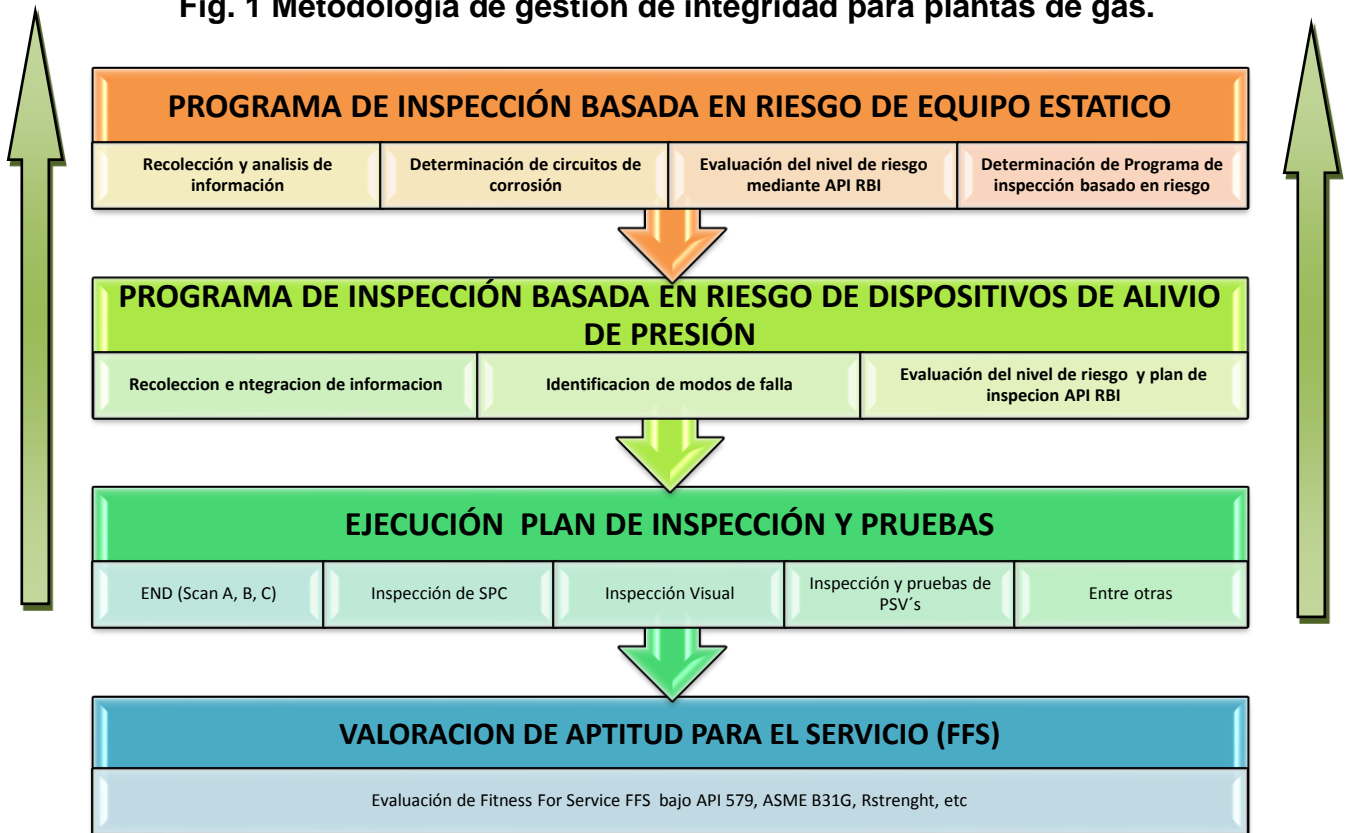 Fig. 1 Metodología de gestión de integridad para plantas de gas.
PROGRAMA DE INSPECCIÓN BASADA EN RIESGO DE EQUIPO ESTATICO
Recolección y analisis de
información
Determinación de circuitos de
corrosión
Evaluación del nivel de riesgo
mediante API RBI
Determinación de Programa de
inspección basado en riesgo
PROGRAMA DE INSPECCIÓN BASADA EN RIESGO DE DISPOSITIVOS DE ALIVIO
DE PRESIÓN
Recoleccion e ntegracion de informacion
Identificacion de modos de falla
Evaluación del nivel de riesgo y plan de
inspecion API RBI
EJECUCIÓN PLAN DE INSPECCIÓN Y PRUEBAS
END (Scan A, B, C)
Inspección de SPC
Inspección Visual
Inspección y pruebas de
PSV´s
Entre otras
VALORACION DE APTITUD PARA EL SERVICIO (FFS)
Evaluación de Fitness For Service FFS bajo API 579, ASME B31G, Rstrenght, etc